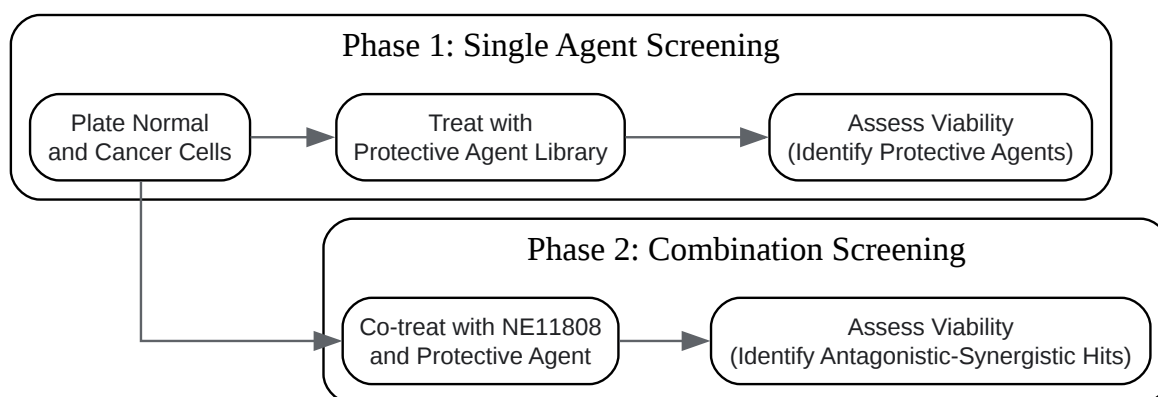 Phase 1: Single Agent Screening
Plate Normal
and Cancer Cells
Treat with
Protective Agent Library
Assess Viability
(Identify Protective Agents)
Phase 2: Combination Screening
Co-treat with NE11808
and Protective Agent
Assess Viability
(Identify Antagonistic-Synergistic Hits)